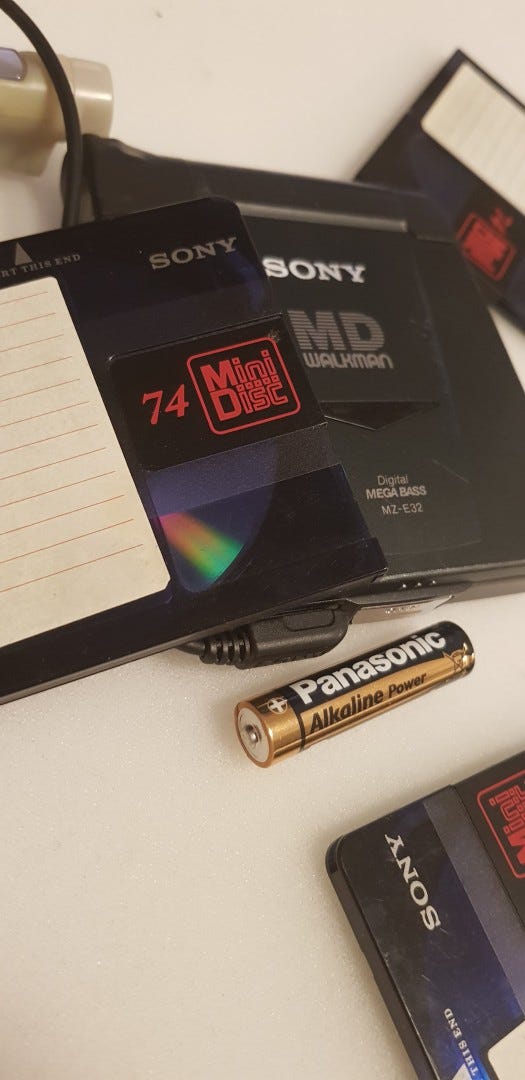 RT THIS END
SONY
74 Mini
Disc
SONY
MD
WALKMAN
Digital
MEGA BASS
MZ-E32
Panasonic
Alkaline Power
+
SONY
THIS END
Mini